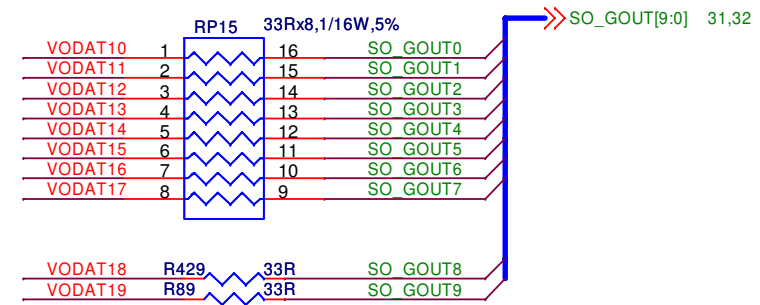 SO_GOUT[9:0] 31,32
RP15 33Rx8,1/16W,5%
VODAT10 1 16 SO_GOUT0
VODAT11 2 15 SO_GOUT1
VODAT12 3 14 SO_GOUT2
VODAT13 4 13 SO_GOUT3
VODAT14 5 12 SO_GOUT4
VODAT15 6 11 SO_GOUT5
VODAT16 7 10 SO_GOUT6
VODAT17 8 9 SO_GOUT7
VODAT18 R429 33R SO_GOUT8
VODAT19 R89 33R SO_GOUT9